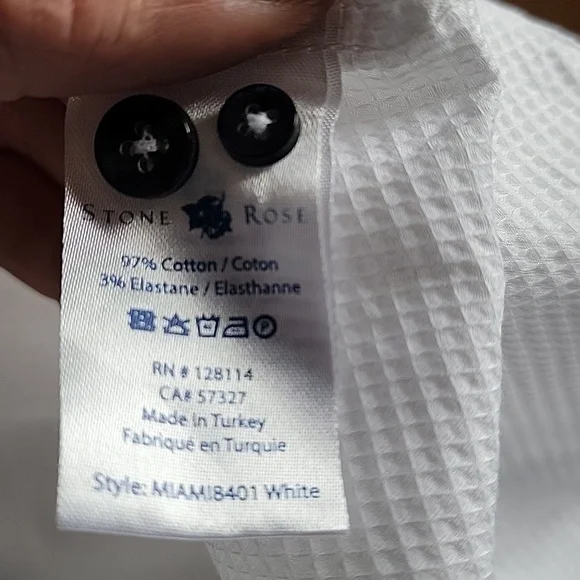 STONE ROSE
97% Cotton / Coton
3% Elastane / Elasthanne
RN # 128114
CA# 57327
Made in Turkey
Fabriqué en Turquie
Style: MIAMI8401 White